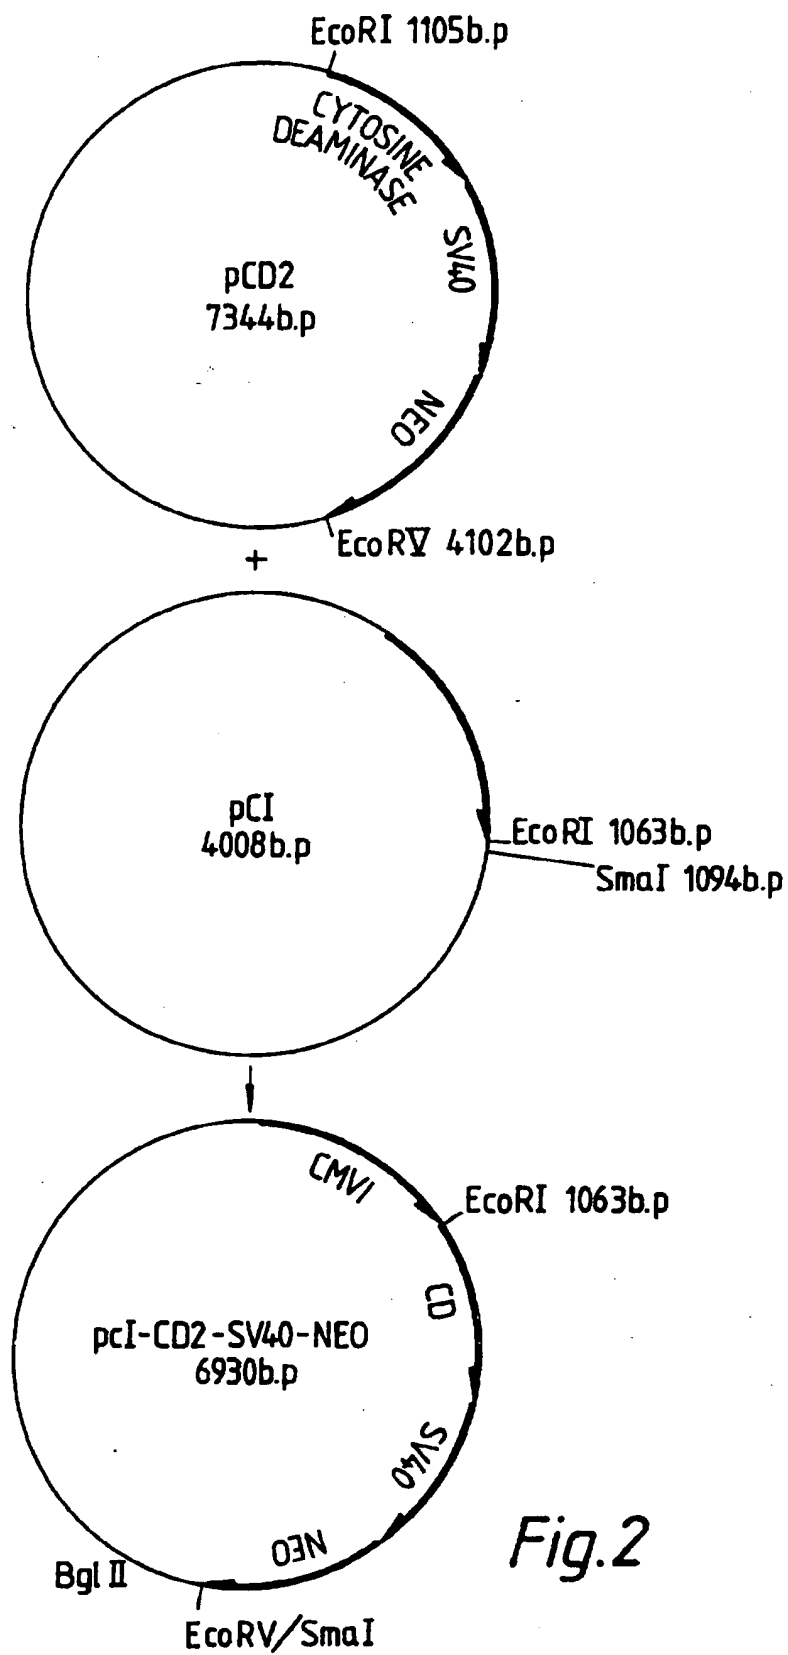 EcoRI 1105b.p
CYTOSINE
DEAMINASE
SV40
pCD2
7344b.p
NEO
EcoRV 4102b.p
+
pCI
4008b.p
EcoRI 1063b.p
SmaI 1094b.p
CMVI
EcoRI 1063b.p
CD
pcI-CD2-SV40-NEO
6930b.p
SV40
NEO
Bgl II
EcoRV/SmaI
Fig.2